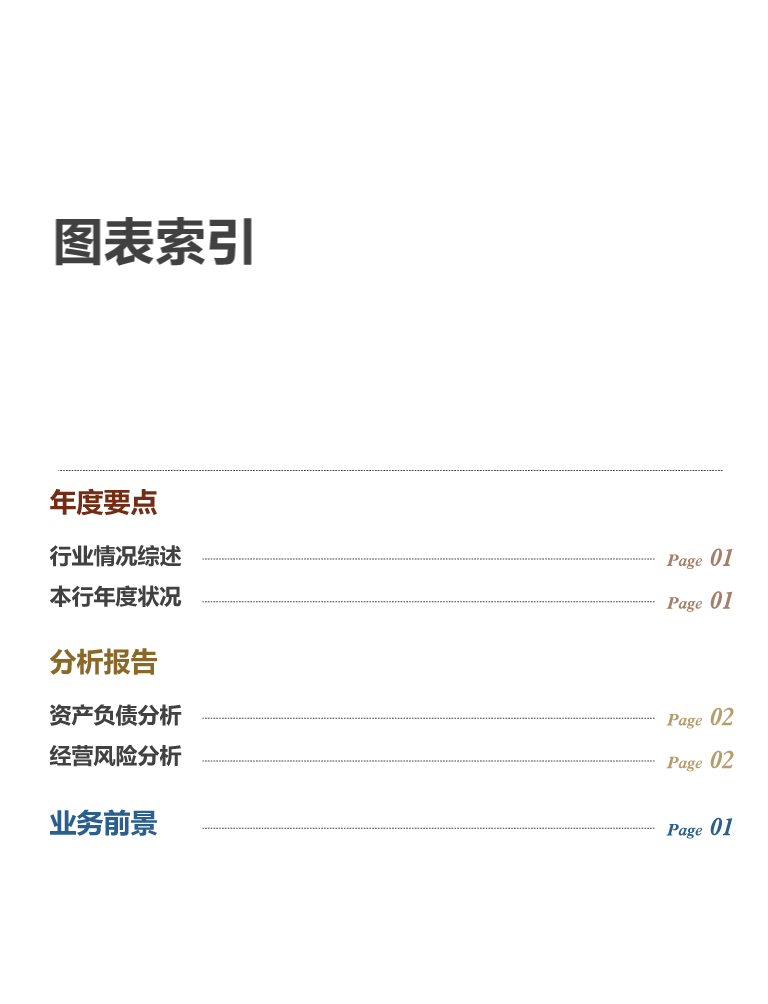 图表索引
年度要点
行业情况综述 Page 01
本行年度状况 Page 01
分析报告
资产负债分析 Page 02
经营风险分析 Page 02
业务前景 Page 01